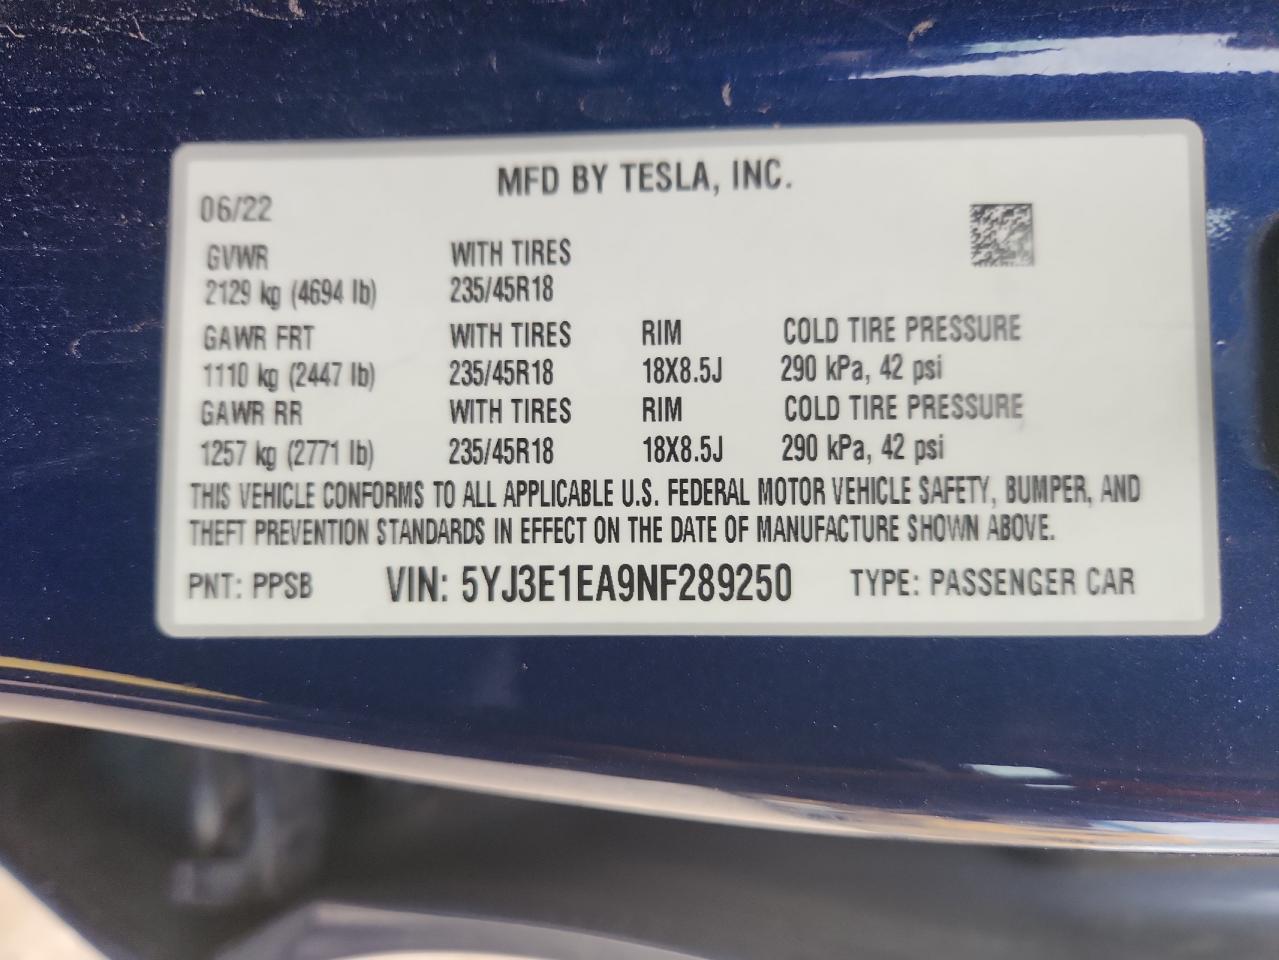 MFD BY TESLA, INC.
06/22
GVWR WITH TIRES
2129 kg (4694 lb) 235/45R18
GAWR FRT WITH TIRES RIM COLD TIRE PRESSURE
1110 kg (2447 lb) 235/45R18 18X8.5J 290 kPa, 42 psi
GAWR RR WITH TIRES RIM COLD TIRE PRESSURE
1257 kg (2771 lb) 235/45R18 18X8.5J 290 kPa, 42 psi
THIS VEHICLE CONFORMS TO ALL APPLICABLE U.S. FEDERAL MOTOR VEHICLE SAFETY, BUMPER, AND
THEFT PREVENTION STANDARDS IN EFFECT ON THE DATE OF MANUFACTURE SHOWN ABOVE.
PNT: PPSB VIN: 5YJ3E1EA9NF289250 TYPE: PASSENGER CAR